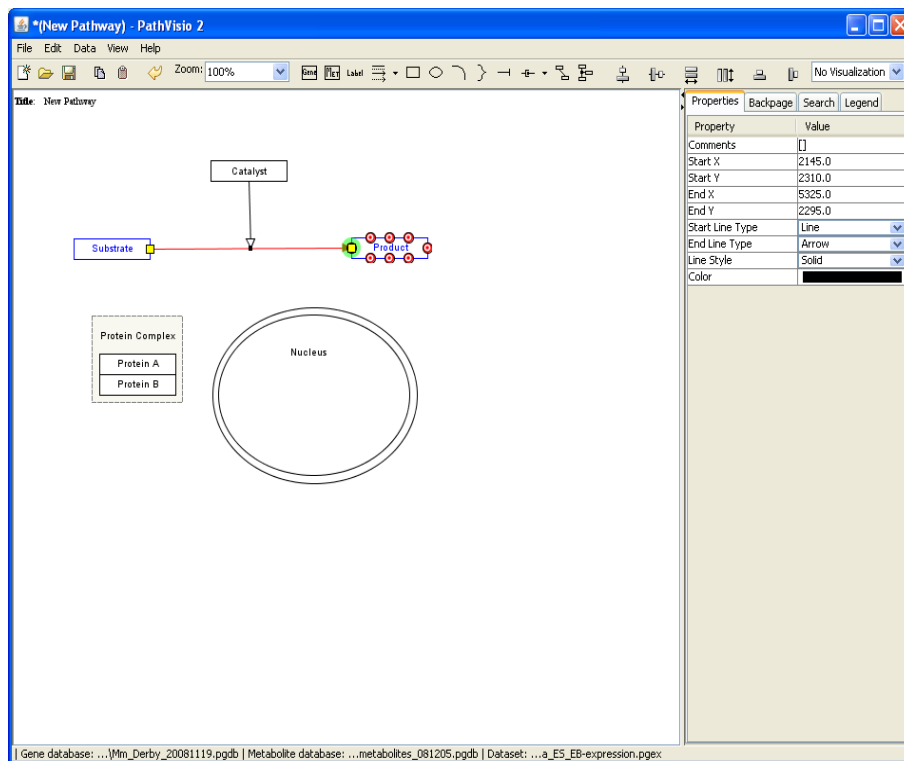 *(New Pathway) - PathVisio 2
File Edit Data View Help
Zoom: 100% Gene MET Label No Visualization
Title: New Pathway
Catalyst
Substrate
Product
Protein Complex
Protein A
Protein B
Nucleus
Properties Backpage Search Legend
Property Value
Comments []
Start X 2145.0
Start Y 2310.0
End X 5325.0
End Y 2295.0
Start Line Type Line
End Line Type Arrow
Line Style Solid
Color
| Gene database: ...\Mm_Derby_20081119.pgdb | Metabolite database: ...metabolites_081205.pgdb | Dataset: ...a_ES_EB-expression.pgex